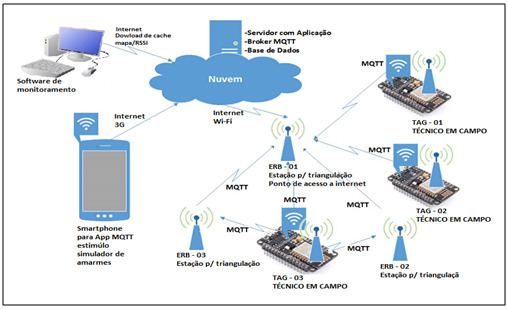 Internet
Dowload de cache
mapa/RSSI
-Servidor com Aplicação
-Broker MQTT
-Base de Dados
Software de
monitoramento
Nuvem
Internet
3G
Internet
Wi-Fi
MQTT
TAG - 01
TÉCNICO EM CAMPO
MQTT
ERB - 01
Estação p/ triangulação
Ponto de acesso a internet
TAG - 02
TÉCNICO EM CAMPO
MQTT
MQTT
MQTT
Smartphone
para App MQTT
estimúlo
simulador de
amarmes
ERB - 03
Estação p/ triangulação
MQTT
MQTT
TAG - 03
TÉCNICO EM CAMPO
ERB - 02
Estação p/ triangulaçã